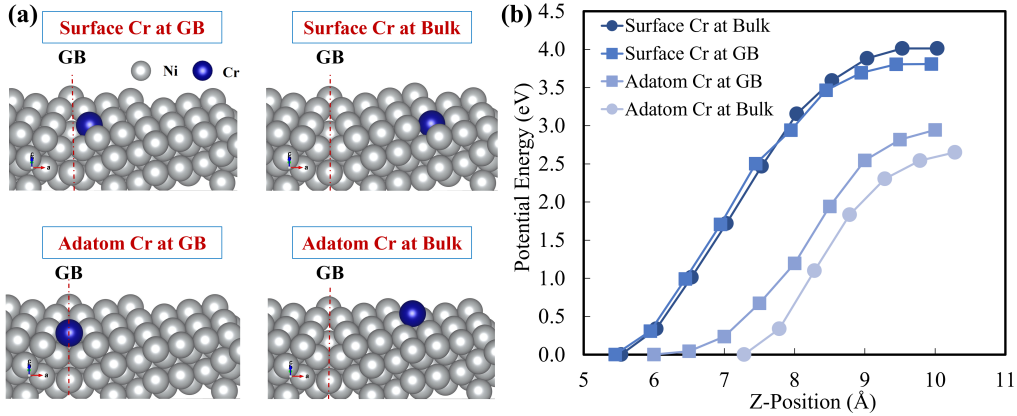 (a)
Surface Cr at GB
Surface Cr at Bulk
GB
Ni
Cr
GB
c
a
c
a
Adatom Cr at GB
Adatom Cr at Bulk
GB
GB
c
a
c
a
(b)
Potential Energy (eV)
4.5
4.0
3.5
3.0
2.5
2.0
1.5
1.0
0.5
0.0
Surface Cr at Bulk
Surface Cr at GB
Adatom Cr at GB
Adatom Cr at Bulk
5 6 7 8 9 10 11
Z-Position (Å)